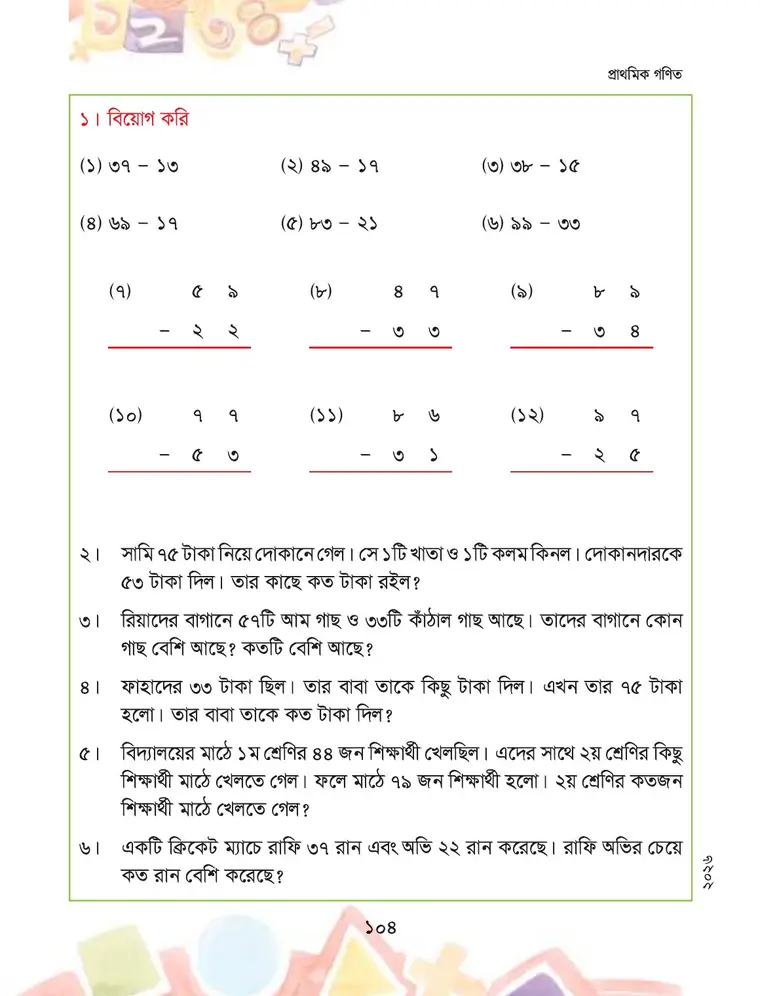 প্রাথমিক গণিত
১। বিয়োগ করি
(১) ৩৭ – ১৩ (২) ৪৯ – ১৭ (৩) ৩৮ – ১৫
(৪) ৬৯ – ১৭ (৫) ৮৩ – ২১ (৬) ৯৯ – ৩৩
(৭) ৫ ৯ (৮) ৪ ৭ (৯) ৮ ৯
– ২ ২ – ৩ ৩ – ৩ ৪
(১০) ৭ ৭ (১১) ৮ ৬ (১২) ৯ ৭
– ৫ ৩ – ৩ ১ – ২ ৫
২। সামি ৭৫ টাকা নিয়ে দোকানে গেল। সে ১টি খাতা ও ১টি কলম কিনল। দোকানদারকে
৫৩ টাকা দিল। তার কাছে কত টাকা রইল?
৩। রিয়াদের বাগানে ৫৭টি আম গাছ ও ৩৩টি কাঁঠাল গাছ আছে। তাদের বাগানে কোন
গাছ বেশি আছে? কতটি বেশি আছে?
৪। ফাহাদের ৩৩ টাকা ছিল। তার বাবা তাকে কিছু টাকা দিল। এখন তার ৭৫ টাকা
হলো। তার বাবা তাকে কত টাকা দিল?
৫। বিদ্যালয়ের মাঠে ১ম শ্রেণির ৪৪ জন শিক্ষার্থী খেলছিল। এদের সাথে ২য় শ্রেণির কিছু
শিক্ষার্থী মাঠে খেলতে গেল। ফলে মাঠে ৭৯ জন শিক্ষার্থী হলো। ২য় শ্রেণির কতজন
শিক্ষার্থী মাঠে খেলতে গেল?
৬। একটি ক্রিকেট ম্যাচে রাফি ৩৭ রান এবং অভি ২২ রান করেছে। রাফি অভির চেয়ে
কত রান বেশি করেছে?
২০২৬
১০৪